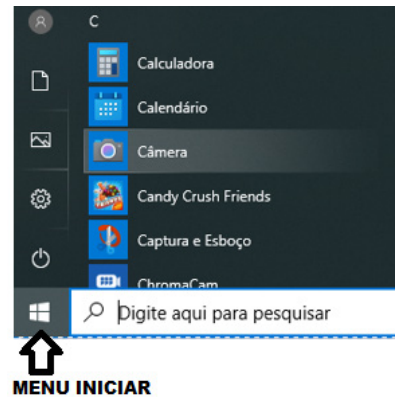 C
Calculadora
Calendário
Câmera
Candy Crush Friends
Captura e Esboço
ChromaCam
Digite aqui para pesquisar
MENU INICIAR